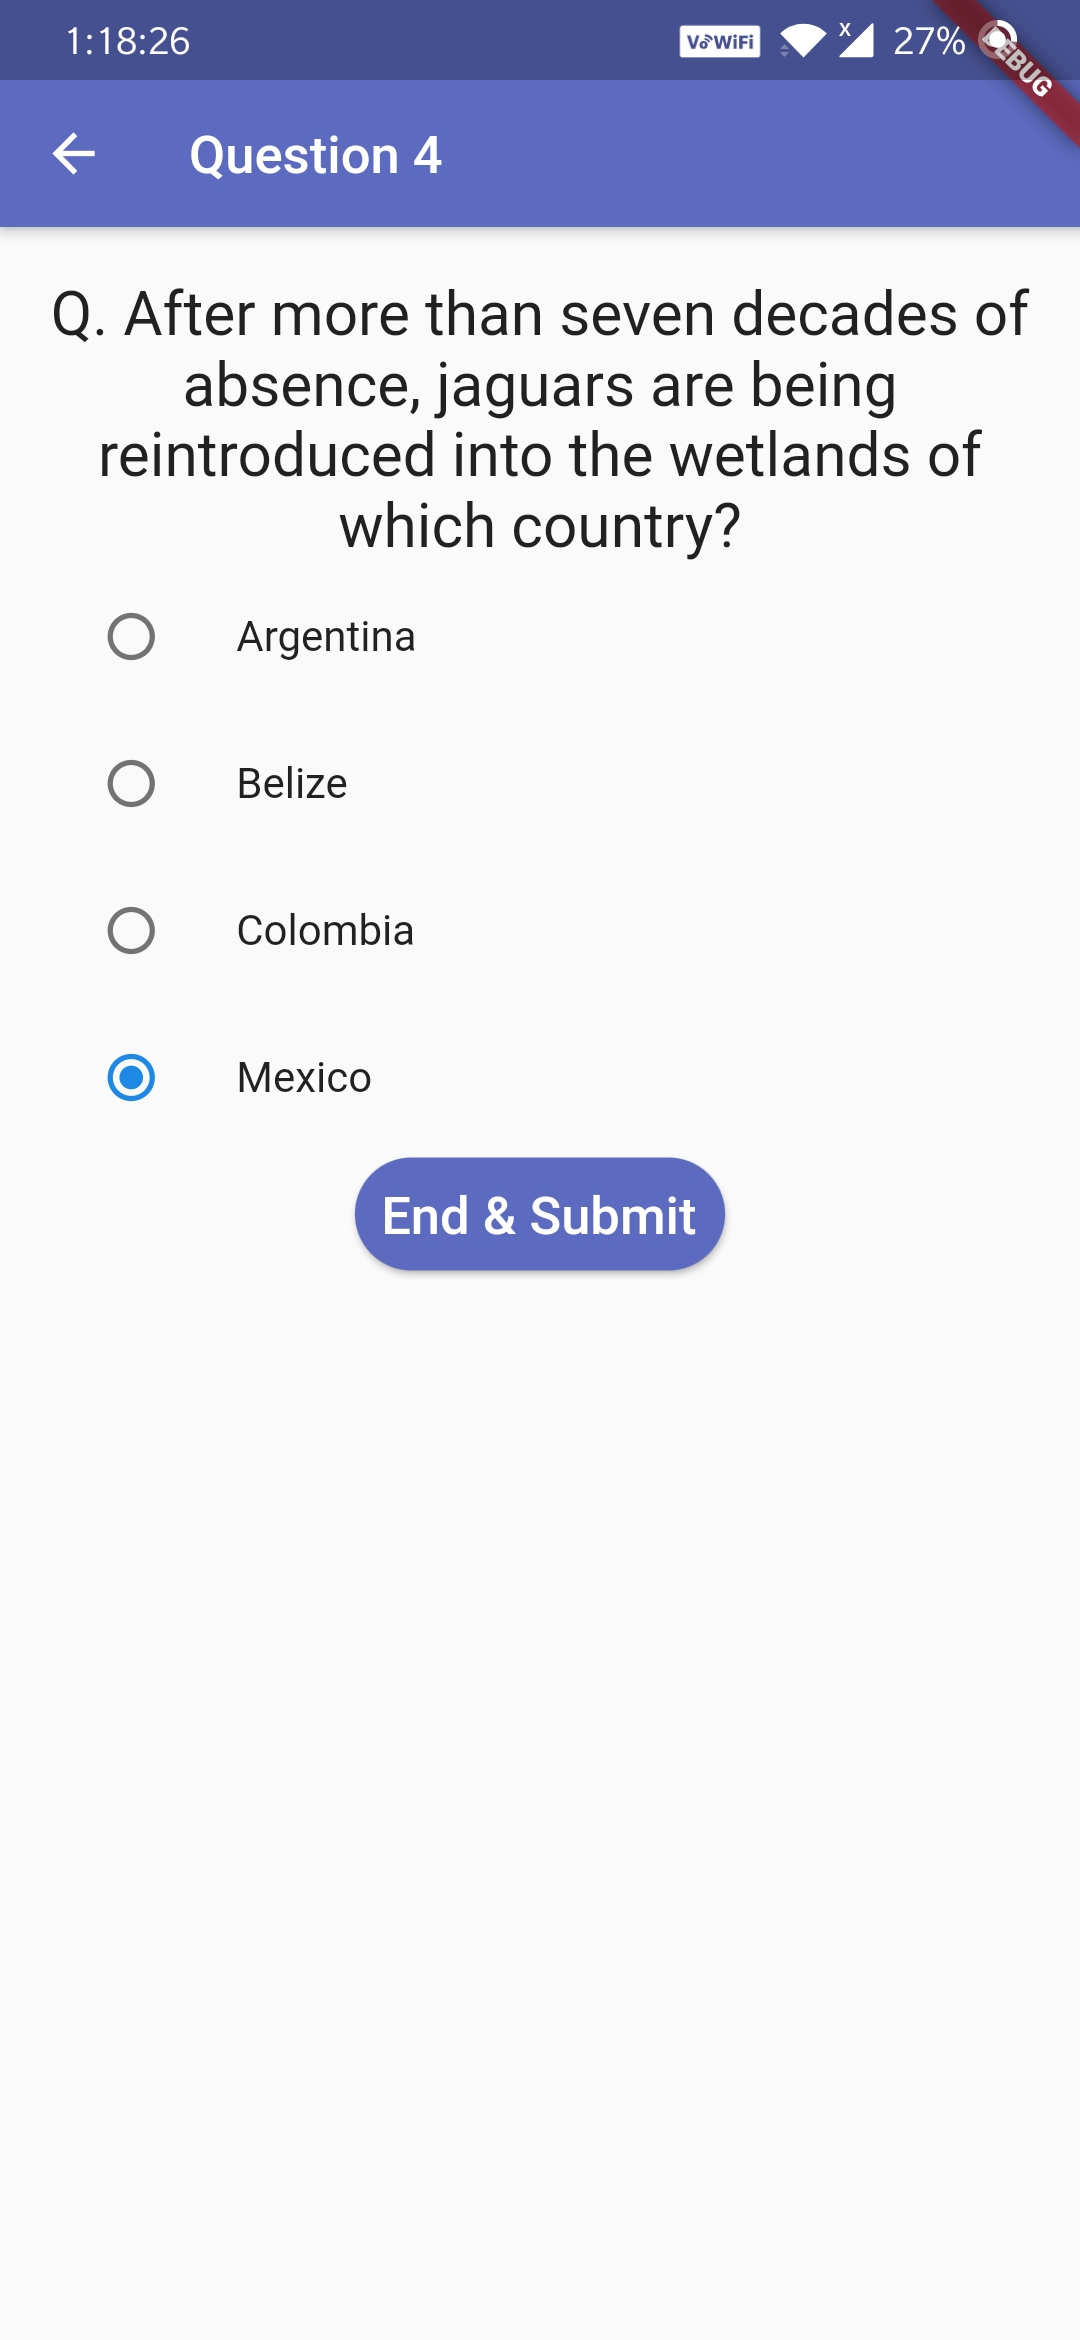 1:18:26 VoWiFi x 27%
DEBUG
Question 4
Q. After more than seven decades of
absence, jaguars are being
reintroduced into the wetlands of
which country?
Argentina
Belize
Colombia
Mexico
End & Submit